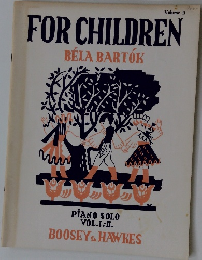 FOR CHILDREN
BÉLA BARTÓK
PIANO SOLO
VOL. I-II.
BOOSEY & HAWKES